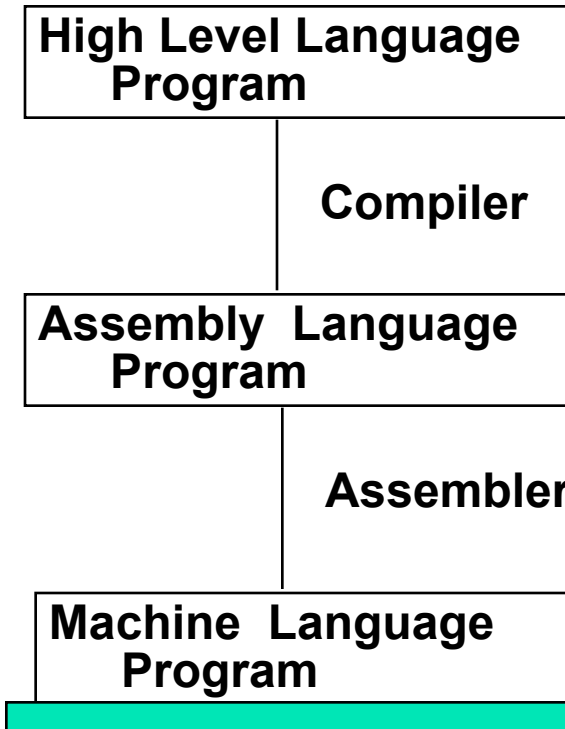 High Level Language
Program
Compiler
Assembly Language
Program
Assembler
Machine Language
Program